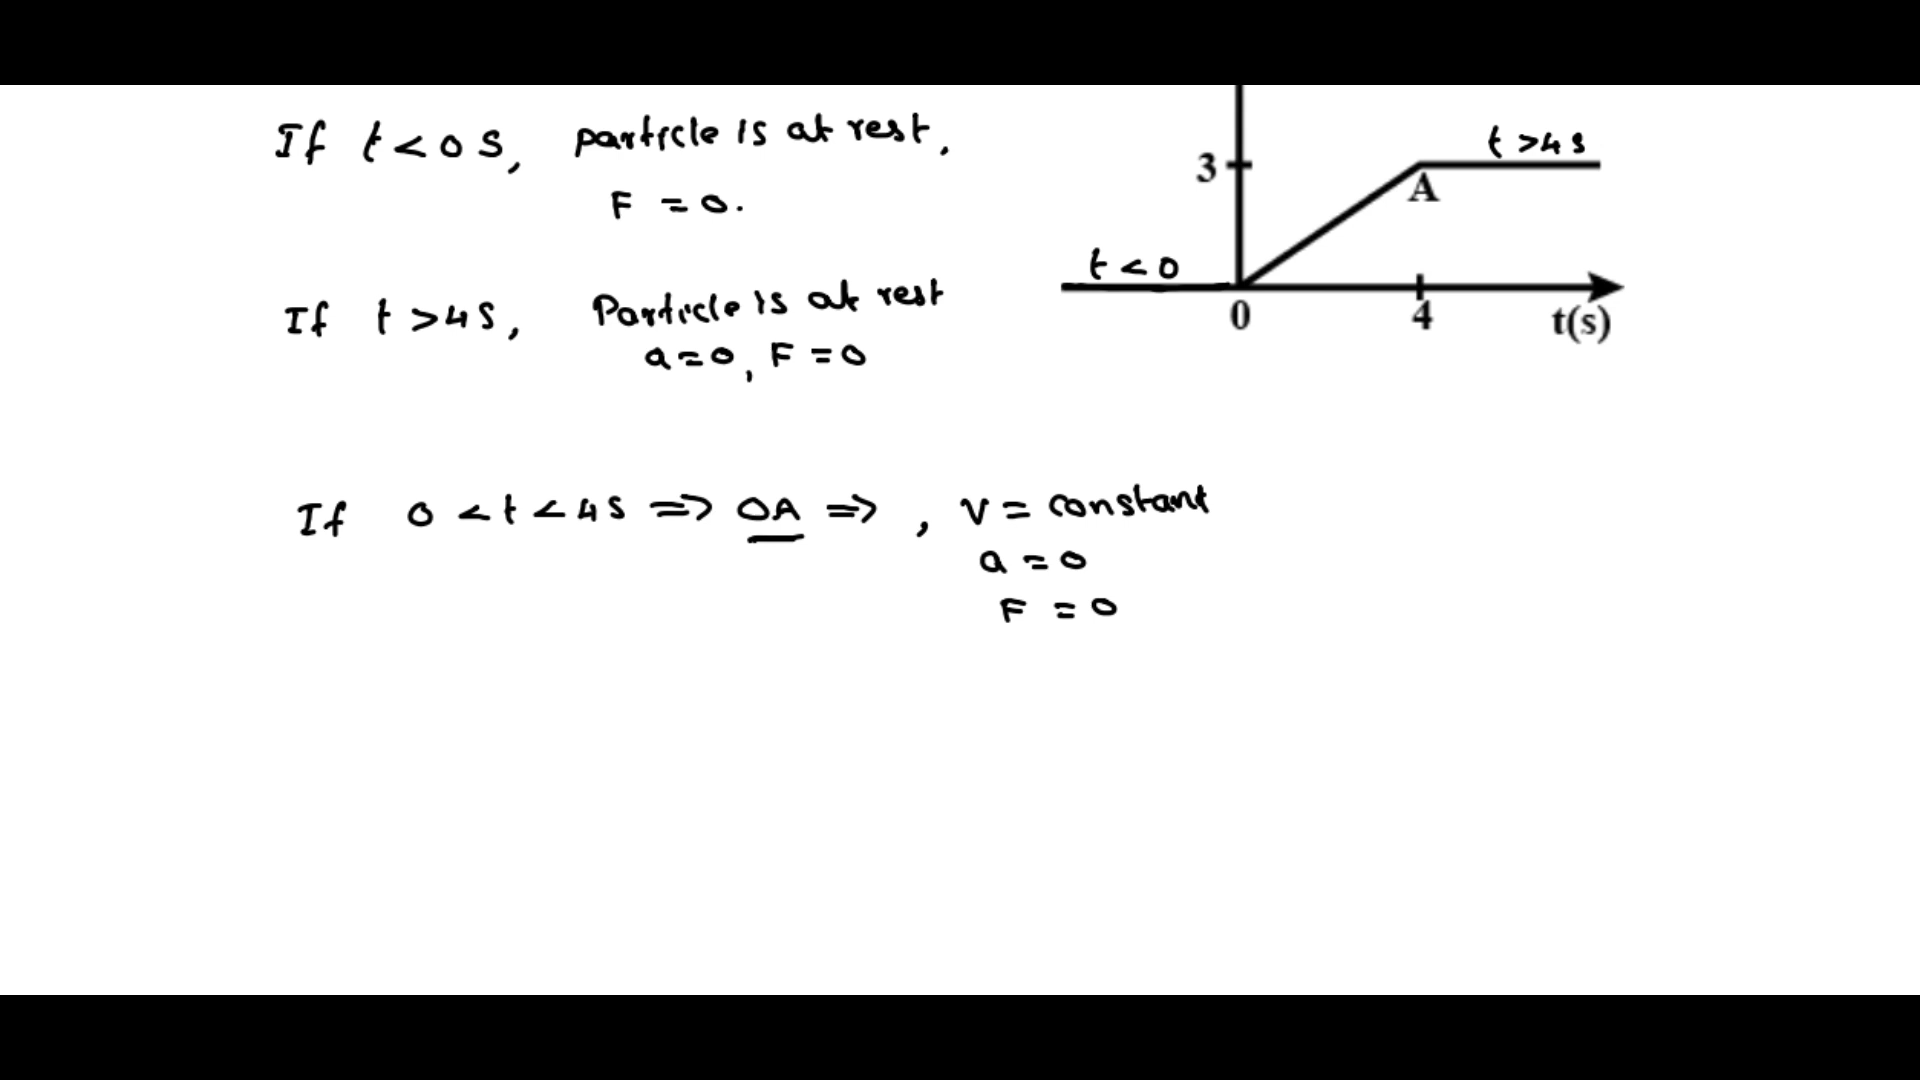 If t < 0 S, particle is at rest.
F = 0.
If t > 4 S, Particle is at rest
a = 0, F = 0
If 0 < t < 4 S => OA => , v = constant
a = 0
F = 0
t > 4 s
3
A
t < 0
0
4
t(s)